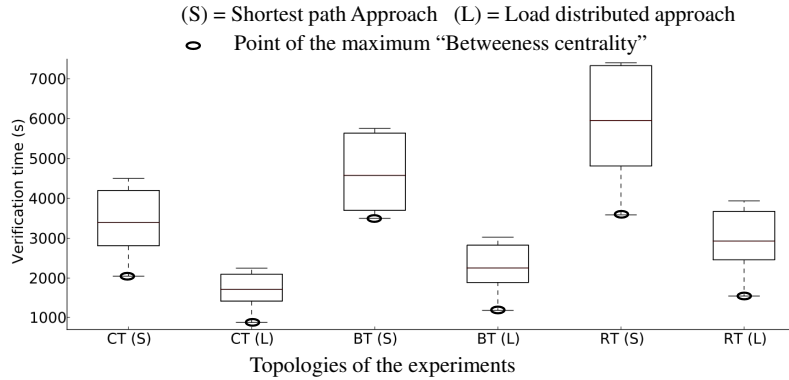 (S) = Shortest path Approach (L) = Load distributed approach
Point of the maximum “Betweeness centrality”
Verification time (s)
7000
6000
5000
4000
3000
2000
1000
CT (S) CT (L) BT (S) BT (L) RT (S) RT (L)
Topologies of the experiments